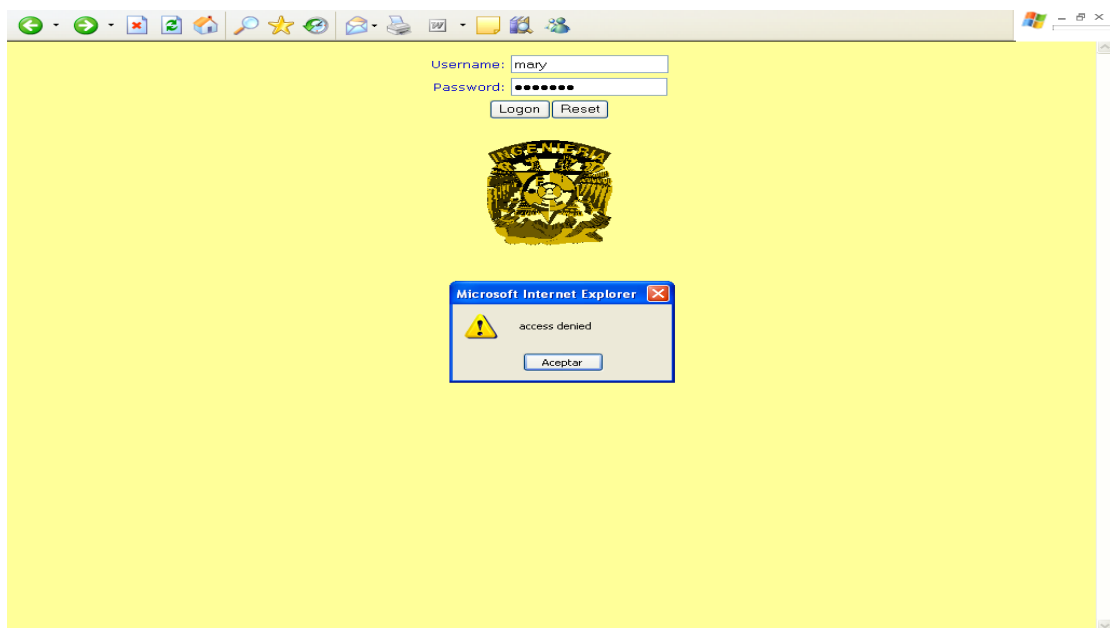 Username: mary
Password: •••••••
Logon Reset
INGENIERIA
Microsoft Internet Explorer
access denied
Aceptar